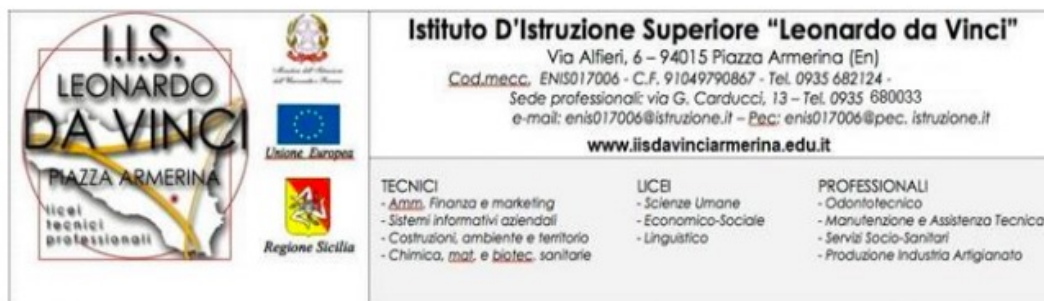 I.I.S.
LEONARDO
DA VINCI
PIAZZA ARMERINA
licei
tecnici
professionali
Unione Europea
Regione Sicilia
Istituto D'Istruzione Superiore “Leonardo da Vinci”
Via Alfieri, 6 – 94015 Piazza Armerina (En)
Cod.mecc. ENIS017006 - C.F. 91049790867 - Tel. 0935 682124 -
Sede professionali: via G. Carducci, 13 – Tel. 0935 680033
e-mail: enis017006@istruzione.it – Pec: enis017006@pec. istruzione.it
www.iisdavinciarmerina.edu.it
TECNICI
- Amm. Finanza e marketing
- Sistemi informativi aziendali
- Costruzioni, ambiente e territorio
- Chimica, mat. e biotec. sanitarie
LICEI
- Scienze Umane
- Economico-Sociale
- Linguistico
PROFESSIONALI
- Odontotecnico
- Manutenzione e Assistenza Tecnica
- Servizi Socio-Sanitari
- Produzione Industria Artigianato